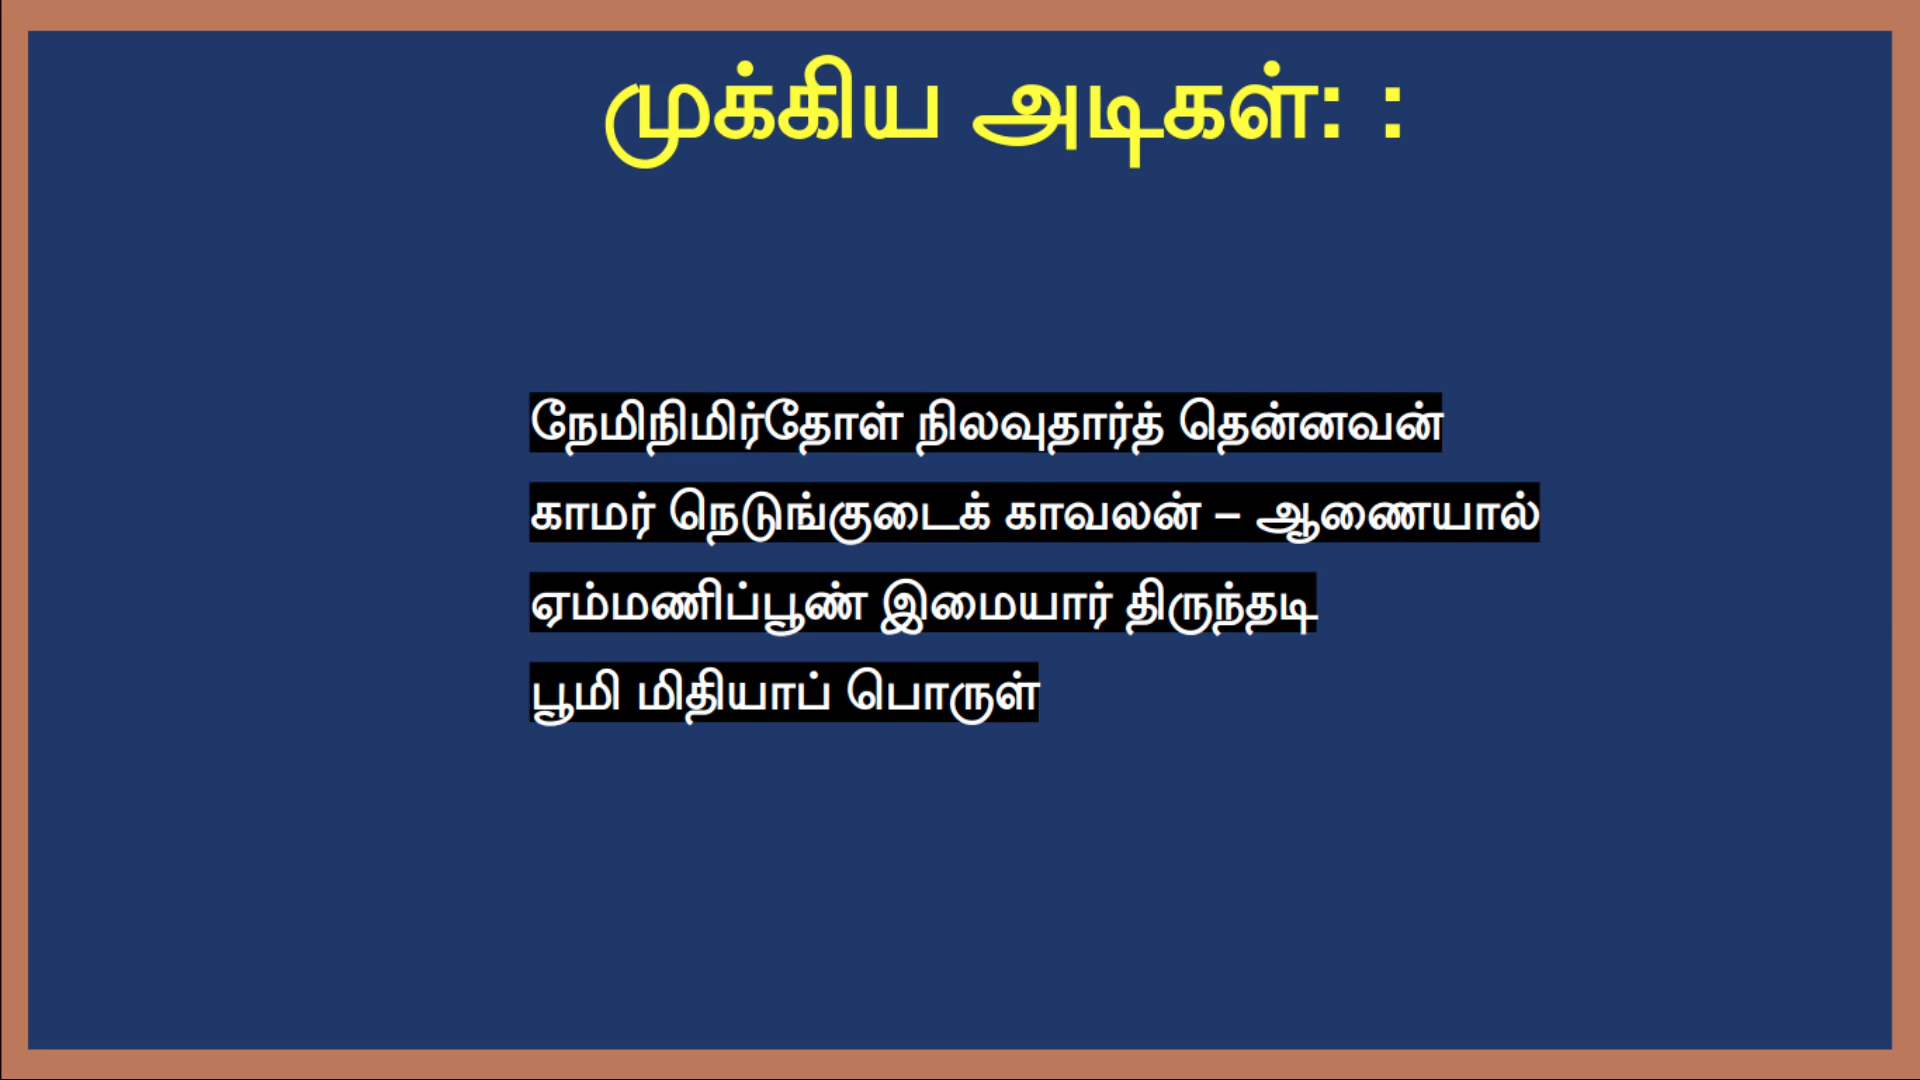 முக்கிய அடிகள்: :
நேமிநிமிர்தோள் நிலவுதார்த் தென்னவன்
காமர் நெடுங்குடைக் காவலன் – ஆணையால்
ஏம்மணிப்பூண் இமையார் திருந்தடி
பூமி மிதியாப் பொருள்